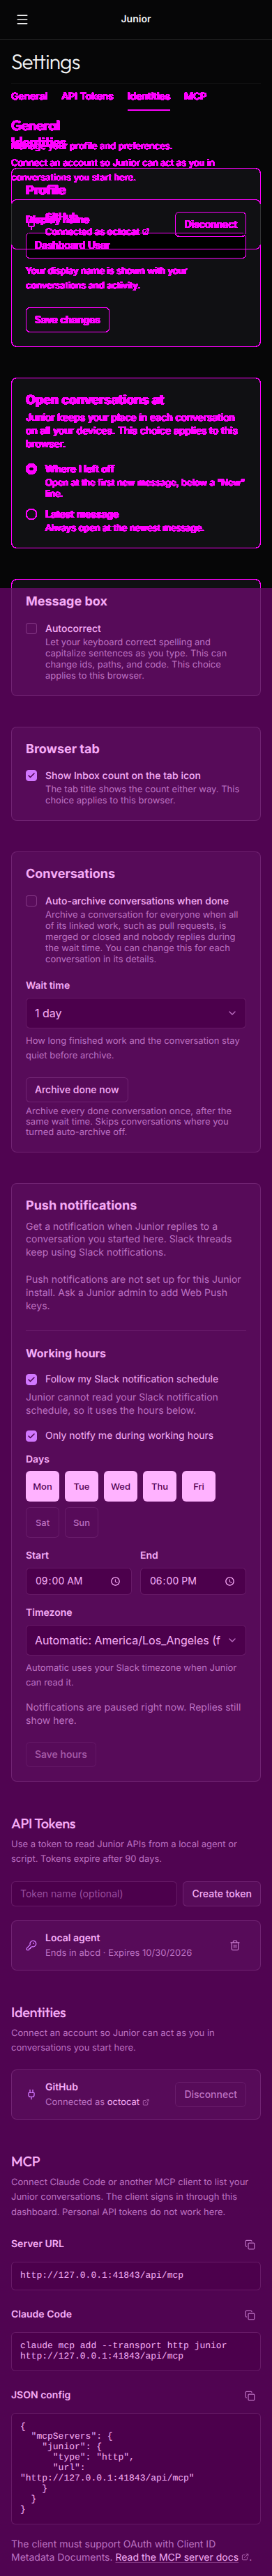 Junior
Settings
General API Tokens Identities MCP
General
Identities
Manage your profile and preferences.
Connect an account so Junior can act as you in
conversations you start here.
Profile
GitHub
Display name
Connected as octocat
Disconnect
Dashboard User
Your display name is shown with your
conversations and activity.
Save changes
Open conversations at
Junior keeps your place in each conversation
on all your devices. This choice applies to this
browser.
Where I left off
Open at the first new message, below a "New"
line.
Latest message
Always open at the newest message.
Message box
Autocorrect
Let your keyboard correct spelling and
capitalize sentences as you type. This can
change ids, paths, and code. This choice
applies to this browser.
Browser tab
Show Inbox count on the tab icon
The tab title shows the count either way. This
choice applies to this browser.
Conversations
Auto-archive conversations when done
Archive a conversation for everyone when all
of its linked work, such as pull requests, is
merged or closed and nobody replies during
the wait time. You can change this for each
conversation in its details.
Wait time
1 day
How long finished work and the conversation stay
quiet before archive.
Archive done now
Archive every done conversation once, after the
same wait time. Skips conversations where you
turned auto-archive off.
Push notifications
Get a notification when Junior replies to a
conversation you started here. Slack threads
keep using Slack notifications.
Push notifications are not set up for this Junior
install. Ask a Junior admin to add Web Push
keys.
Working hours
Follow my Slack notification schedule
Junior cannot read your Slack notification
schedule, so it uses the hours below.
Only notify me during working hours
Days
Mon Tue Wed Thu Fri
Sat Sun
Start End
09:00 AM 06:00 PM
Timezone
Automatic: America/Los_Angeles (f
Automatic uses your Slack timezone when Junior
can read it.
Notifications are paused right now. Replies still
show here.
Save hours
API Tokens
Use a token to read Junior APIs from a local agent or
script. Tokens expire after 90 days.
Token name (optional) Create token
Local agent
Ends in abcd · Expires 10/30/2026
Identities
Connect an account so Junior can act as you in
conversations you start here.
GitHub
Connected as octocat
Disconnect
MCP
Connect Claude Code or another MCP client to list your
Junior conversations. The client signs in through this
dashboard. Personal API tokens do not work here.
Server URL
http://127.0.0.1:41843/api/mcp
Claude Code
claude mcp add --transport http junior
http://127.0.0.1:41843/api/mcp
JSON config
{
"mcpServers": {
"junior": {
"type": "http",
"url":
"http://127.0.0.1:41843/api/mcp"
}
}
}
The client must support OAuth with Client ID
Metadata Documents. Read the MCP server docs.